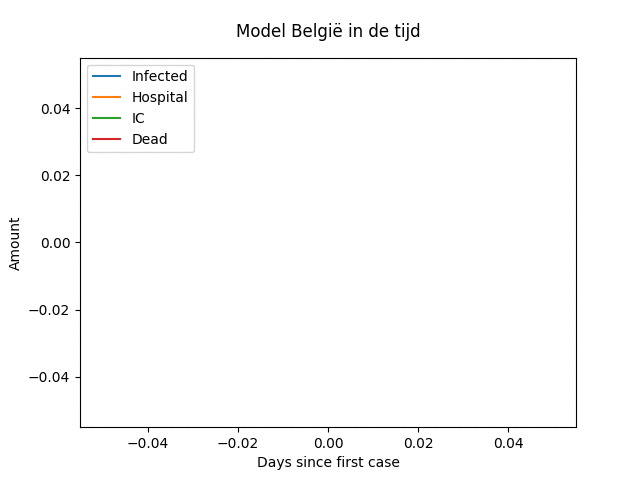 Model België in de tijd
Infected
Hospital
IC
Dead
0.04
0.02
0.00
−0.02
−0.04
Amount
−0.04 −0.02 0.00 0.02 0.04
Days since first case